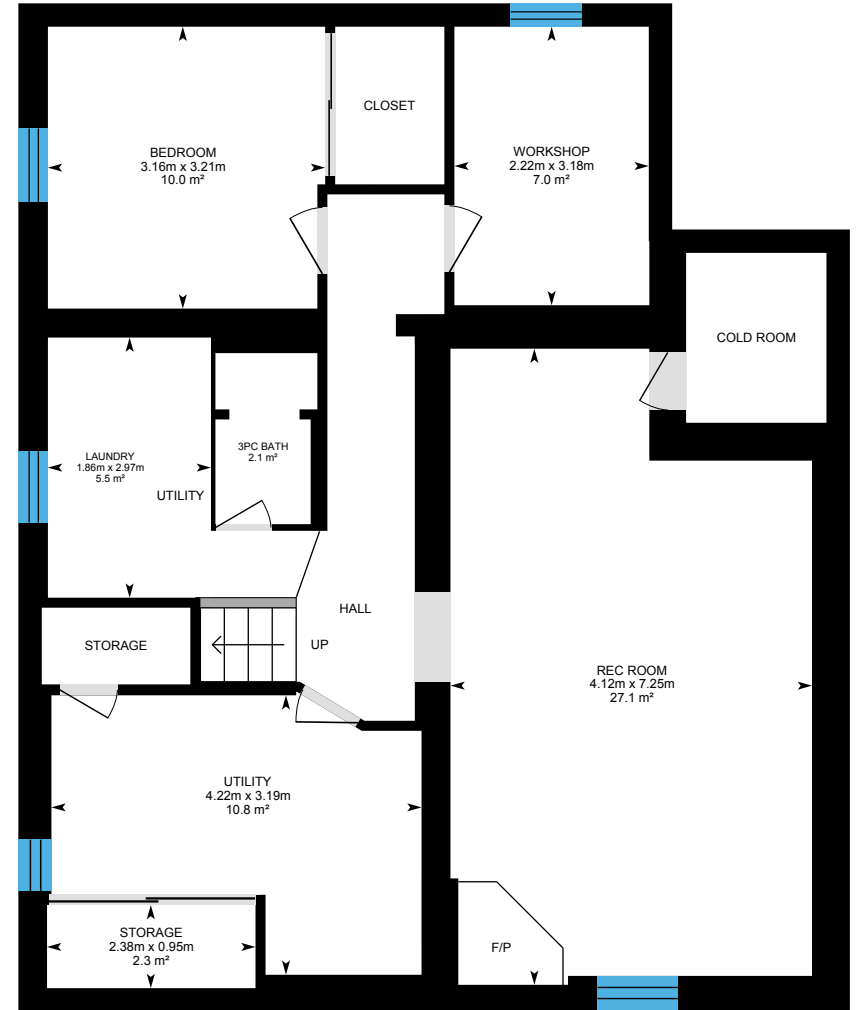 CLOSET
BEDROOM
3.16m x 3.21m
10.0 m²
WORKSHOP
2.22m x 3.18m
7.0 m²
COLD ROOM
3PC BATH
2.1 m²
LAUNDRY
1.86m x 2.97m
5.5 m²
UTILITY
HALL
STORAGE
UP
REC ROOM
4.12m x 7.25m
27.1 m²
UTILITY
4.22m x 3.19m
10.8 m²
STORAGE
2.38m x 0.95m
2.3 m²
F/P